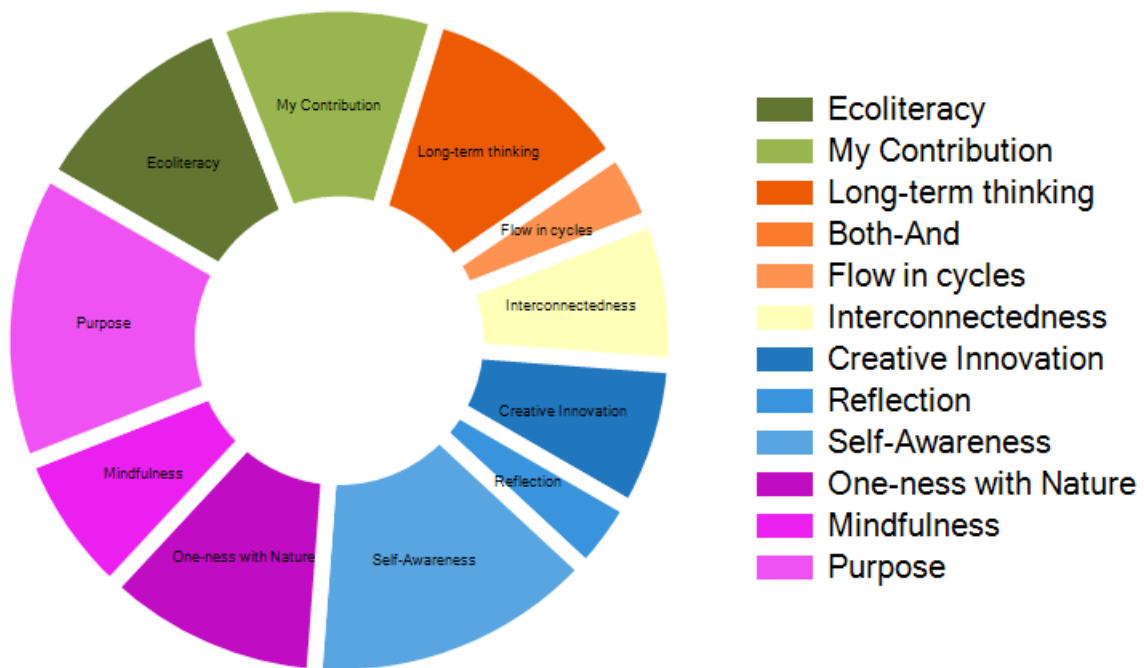 My Contribution
Long-term thinking
Ecoliteracy
Flow in cycles
Interconnectedness
Purpose
Creative Innovation
Mindfulness
Reflection
One-ness with Nature
Self-Awareness
Ecoliteracy
My Contribution
Long-term thinking
Both-And
Flow in cycles
Interconnectedness
Creative Innovation
Reflection
Self-Awareness
One-ness with Nature
Mindfulness
Purpose